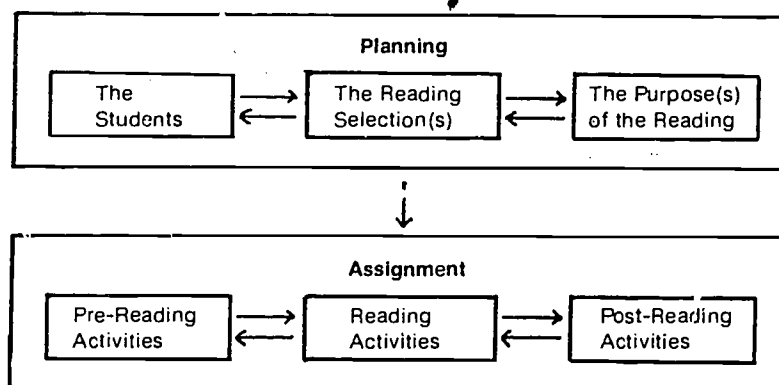 Planning
The
Students
The Reading
Selection(s)
The Purpose(s)
of the Reading
Assignment
Pre-Reading
Activities
Reading
Activities
Post-Reading
Activities